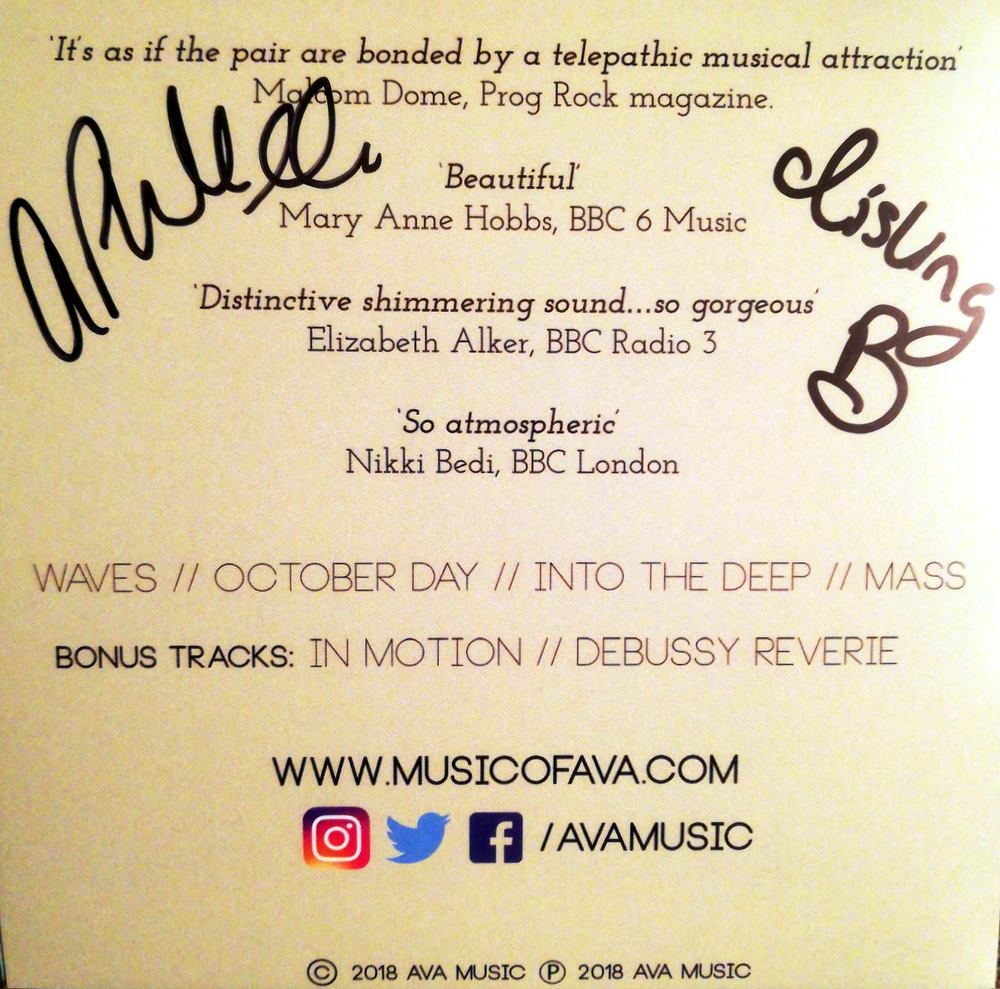 'It's as if the pair are bonded by a telepathic musical attraction'
Malcom Dome, Prog Rock magazine.
'Beautiful'
Mary Anne Hobbs, BBC 6 Music
'Distinctive shimmering sound...so gorgeous'
Elizabeth Alker, BBC Radio 3
'So atmospheric'
Nikki Bedi, BBC London
WAVES // OCTOBER DAY // INTO THE DEEP // MASS
BONUS TRACKS: IN MOTION // DEBUSSY REVERIE
WWW.MUSICOFAVA.COM
/AVAMUSIC
© 2018 AVA MUSIC ℗ 2018 AVA MUSIC